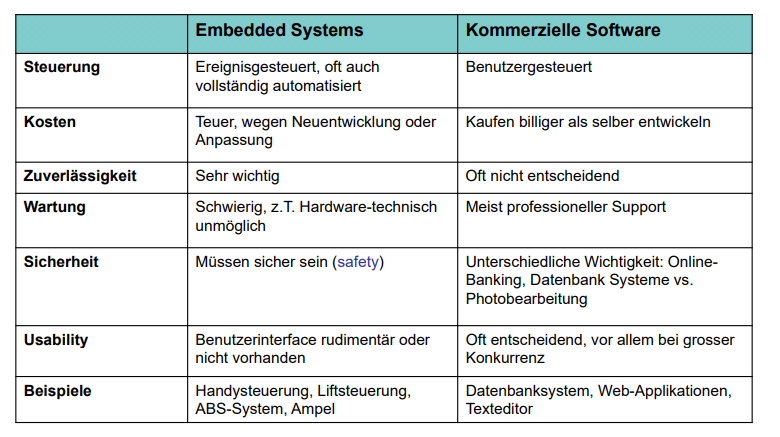 Embedded Systems Kommerzielle Software
Steuerung Ereignisgesteuert, oft auch Benutzergesteuert
vollständig automatisiert
Kosten Teuer, wegen Neuentwicklung oder Kaufen billiger als selber entwickeln
Anpassung
Zuverlässigkeit Sehr wichtig Oft nicht entscheidend
Wartung Schwierig, z.T. Hardware-technisch Meist professioneller Support
unmöglich
Sicherheit Müssen sicher sein (safety) Unterschiedliche Wichtigkeit: Online-
Banking, Datenbank Systeme vs.
Photobearbeitung
Usability Benutzerinterface rudimentär oder Oft entscheidend, vor allem bei grosser
nicht vorhanden Konkurrenz
Beispiele Handysteuerung, Liftsteuerung, Datenbanksystem, Web-Applikationen,
ABS-System, Ampel Texteditor